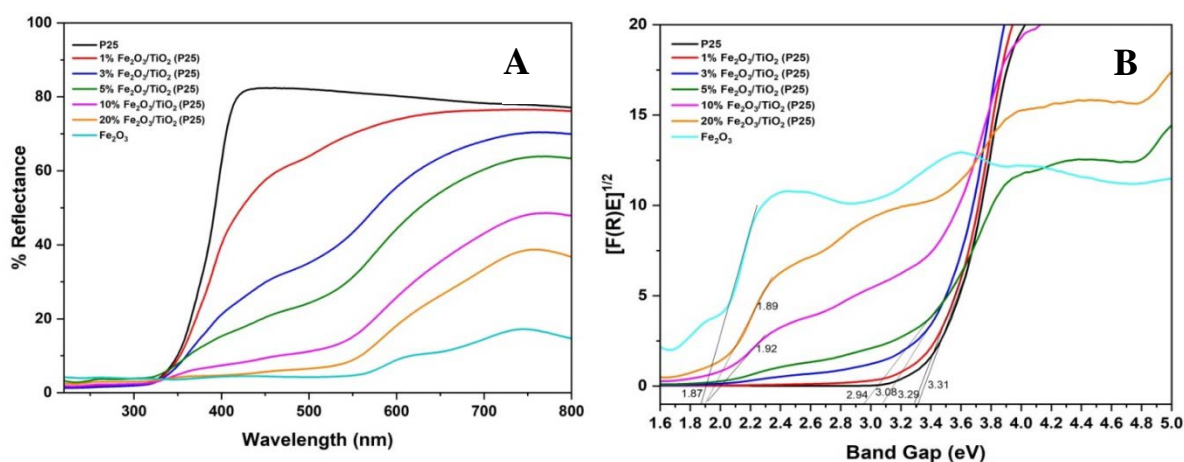 A
100
80
60
40
20
0
% Reflectance
P25
1% Fe₂O₃/TiO₂ (P25)
3% Fe₂O₃/TiO₂ (P25)
5% Fe₂O₃/TiO₂ (P25)
10% Fe₂O₃/TiO₂ (P25)
20% Fe₂O₃/TiO₂ (P25)
Fe₂O₃
300 400 500 600 700 800
Wavelength (nm)
B
20
15
10
5
0
[F(R)E]^1/2
P25
1% Fe₂O₃/TiO₂ (P25)
3% Fe₂O₃/TiO₂ (P25)
5% Fe₂O₃/TiO₂ (P25)
10% Fe₂O₃/TiO₂ (P25)
20% Fe₂O₃/TiO₂ (P25)
Fe₂O₃
1.89
1.92
1.87
2.94
3.08
3.29
3.31
1.6 1.8 2.0 2.2 2.4 2.6 2.8 3.0 3.2 3.4 3.6 3.8 4.0 4.2 4.4 4.6 4.8 5.0
Band Gap (eV)